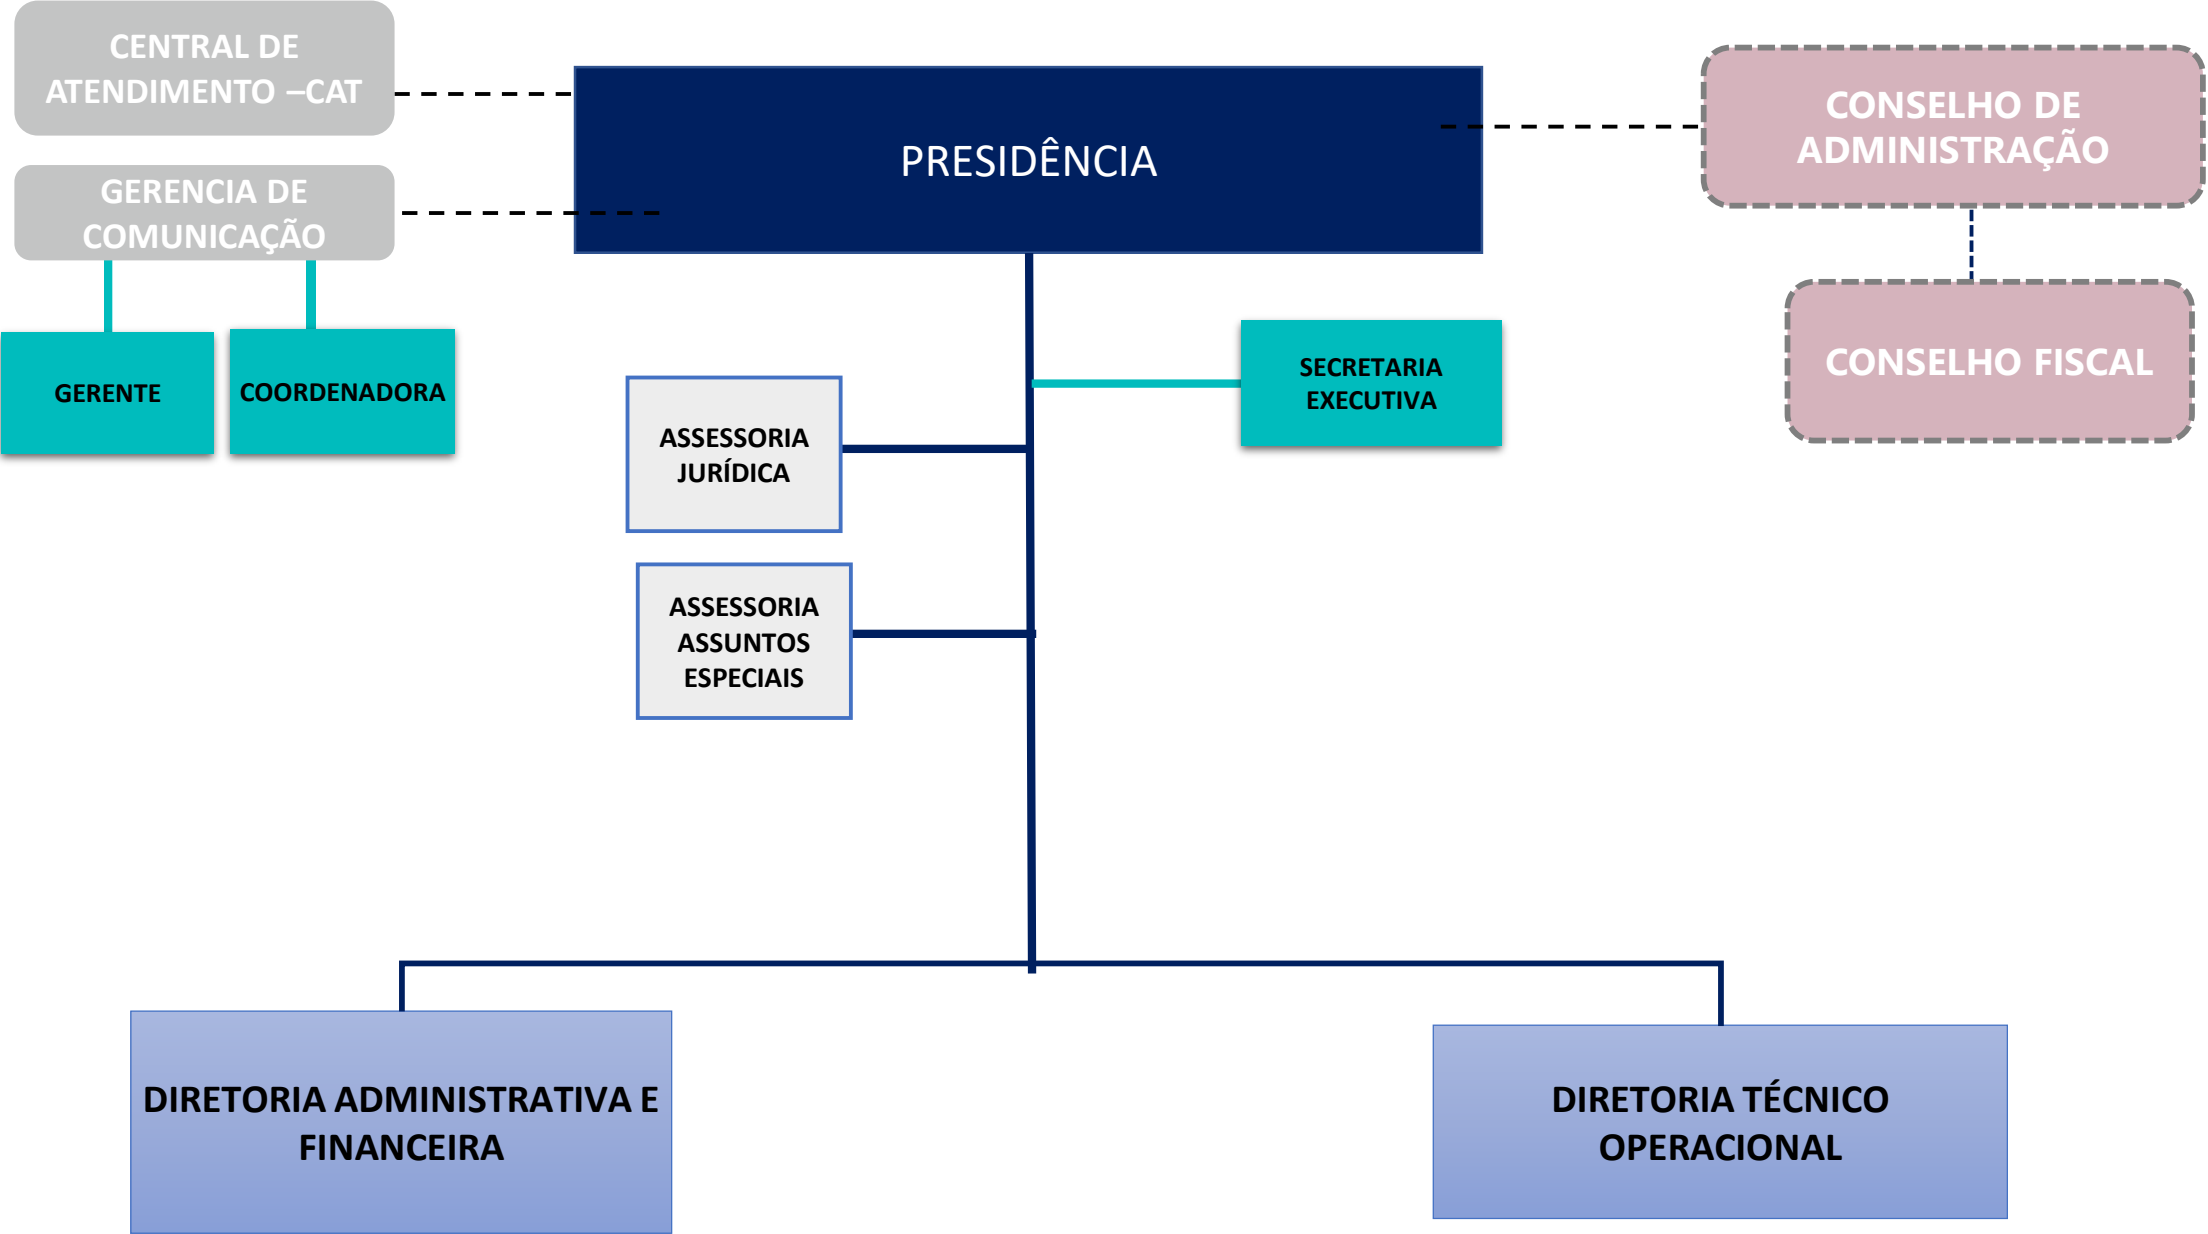 CENTRAL DE
ATENDIMENTO –CAT
GERENCIA DE
COMUNICAÇÃO
GERENTE
COORDENADORA
PRESIDÊNCIA
CONSELHO DE
ADMINISTRAÇÃO
CONSELHO FISCAL
SECRETARIA
EXECUTIVA
ASSESSORIA
JURÍDICA
ASSESSORIA
ASSUNTOS
ESPECIAIS
DIRETORIA ADMINISTRATIVA E
FINANCEIRA
DIRETORIA TÉCNICO
OPERACIONAL